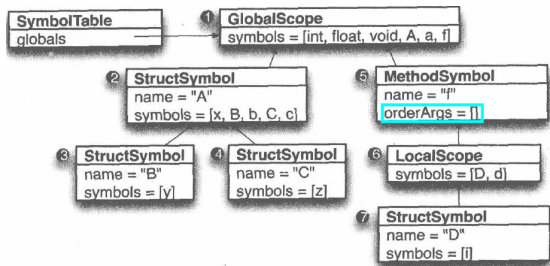 SymbolTable
globals
1 GlobalScope
symbols = [int, float, void, A, a, f]
2 StructSymbol
name = "A"
symbols = [x, B, b, C, c]
5 MethodSymbol
name = "f"
orderArgs = []
3 StructSymbol
name = "B"
symbols = [y]
4 StructSymbol
name = "C"
symbols = [z]
6 LocalScope
symbols = [D, d]
7 StructSymbol
name = "D"
symbols = [i]